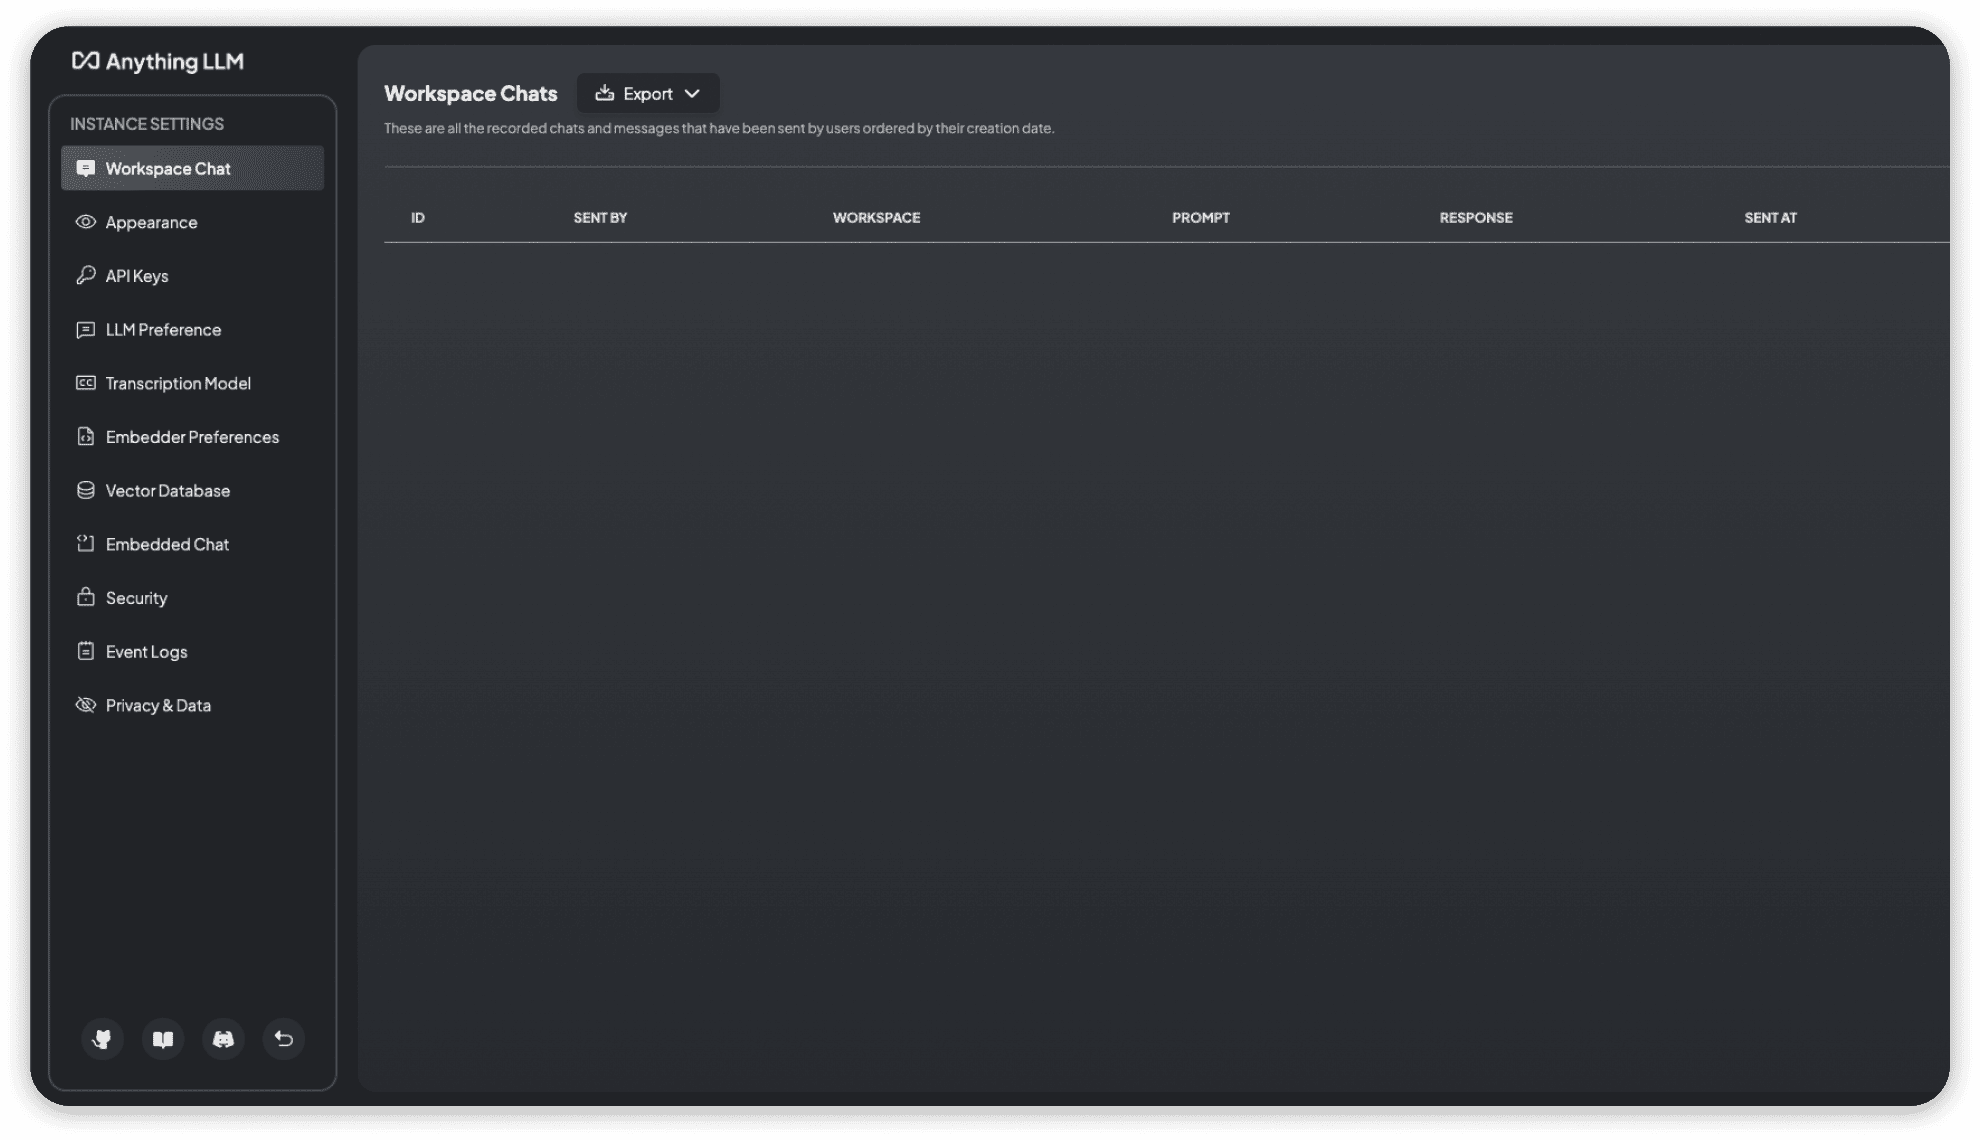 Anything LLM
INSTANCE SETTINGS
Workspace Chat
Appearance
API Keys
LLM Preference
Transcription Model
Embedder Preferences
Vector Database
Embedded Chat
Security
Event Logs
Privacy & Data
Workspace Chats Export
These are all the recorded chats and messages that have been sent by users ordered by their creation date.
ID SENT BY WORKSPACE PROMPT RESPONSE SENT AT